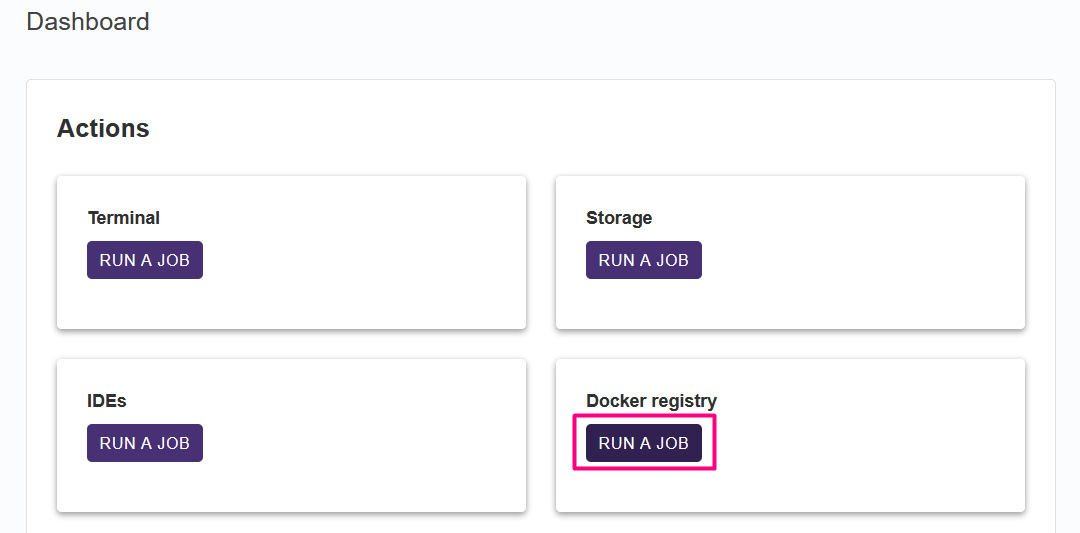 Dashboard
Actions
Terminal
RUN A JOB
Storage
RUN A JOB
IDEs
RUN A JOB
Docker registry
RUN A JOB